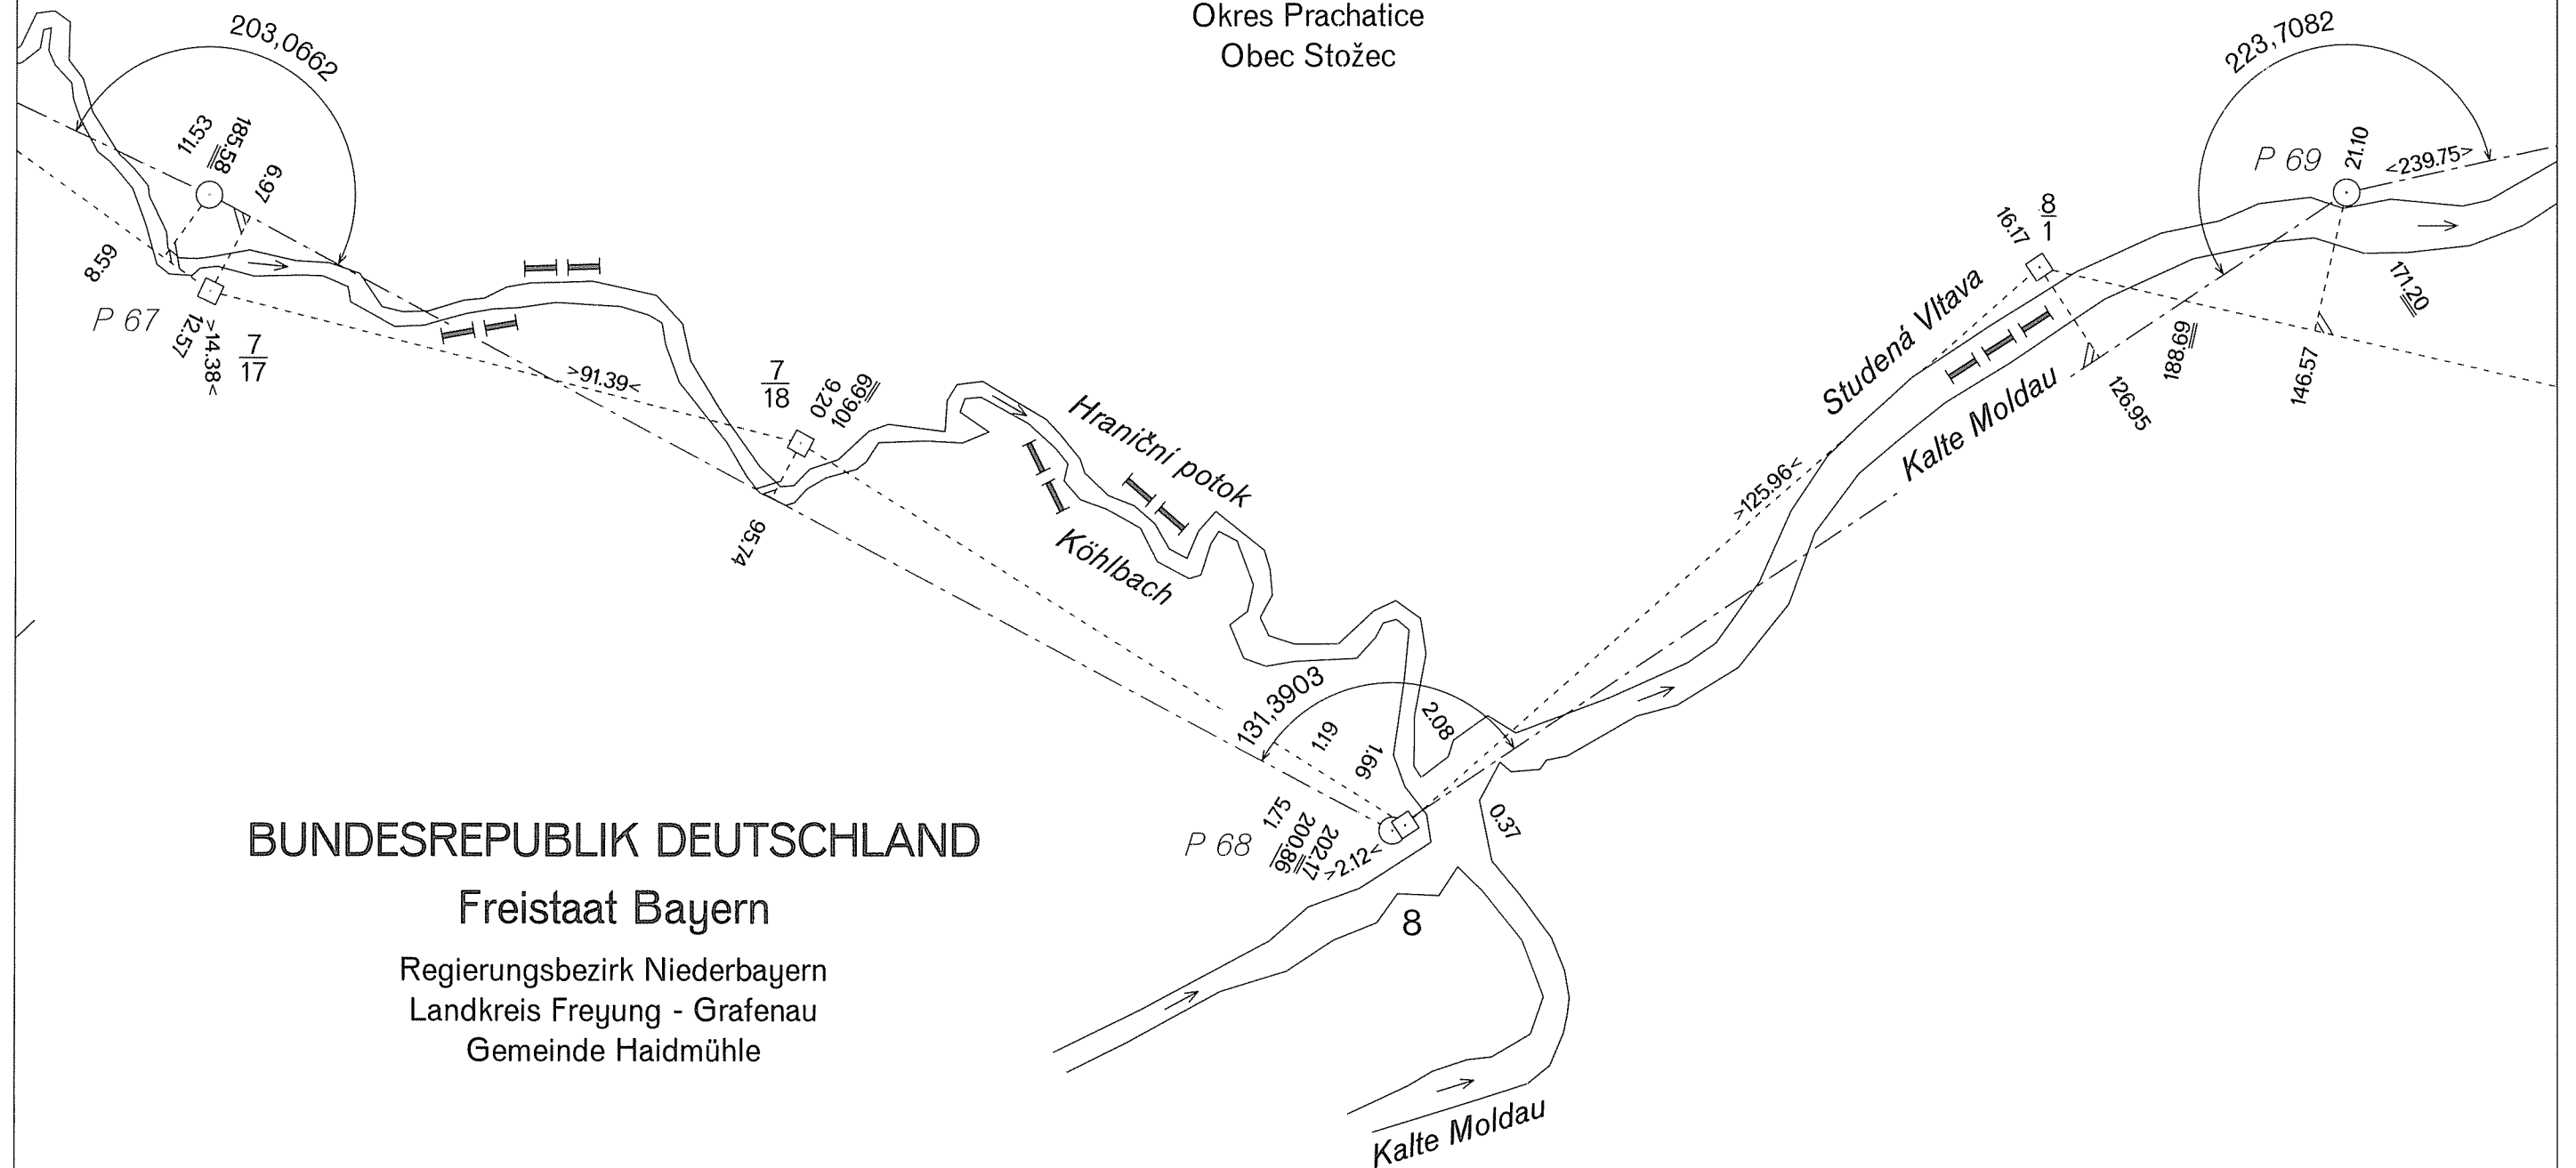 Okres Prachatice
Obec Stožec
203,0662
11.53
185.58
6.97
8.59
P 67
12.57
>14.38<
7
17
>91.39<
7
18
9.20
106.69
95.74
Hraniční potok
Köhlbach
131,3903
1.19
1.66
2.08
P 68
1.75
200.86
202.17
>2.12<
0.37
8
223,7082
P 69
21.10
<239.75>
8
1
16.17
171.20
188.69
146.57
126.95
>125.96<
Studená Vltava
Kalte Moldau
BUNDESREPUBLIK DEUTSCHLAND
Freistaat Bayern
Regierungsbezirk Niederbayern
Landkreis Freyung - Grafenau
Gemeinde Haidmühle
Kalte Moldau